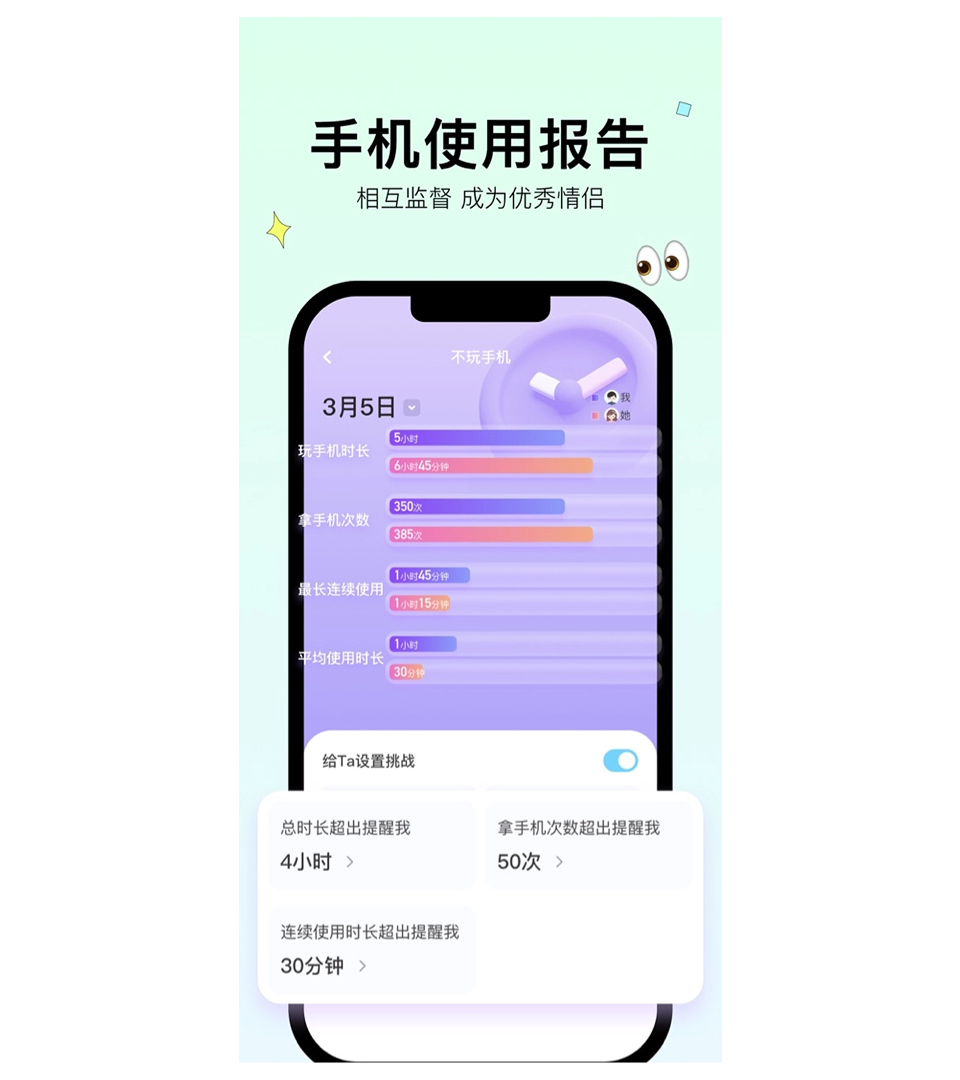 手机使用报告
相互监督 成为优秀情侣
不玩手机
3月5日
我
她
玩手机时长
5小时
6小时45分钟
拿手机次数
350次
385次
最长连续使用
1小时45分钟
1小时15分钟
平均使用时长
1小时
30分钟
给Ta设置挑战
总时长超出提醒我
4小时
拿手机次数超出提醒我
50次
连续使用时长超出提醒我
30分钟